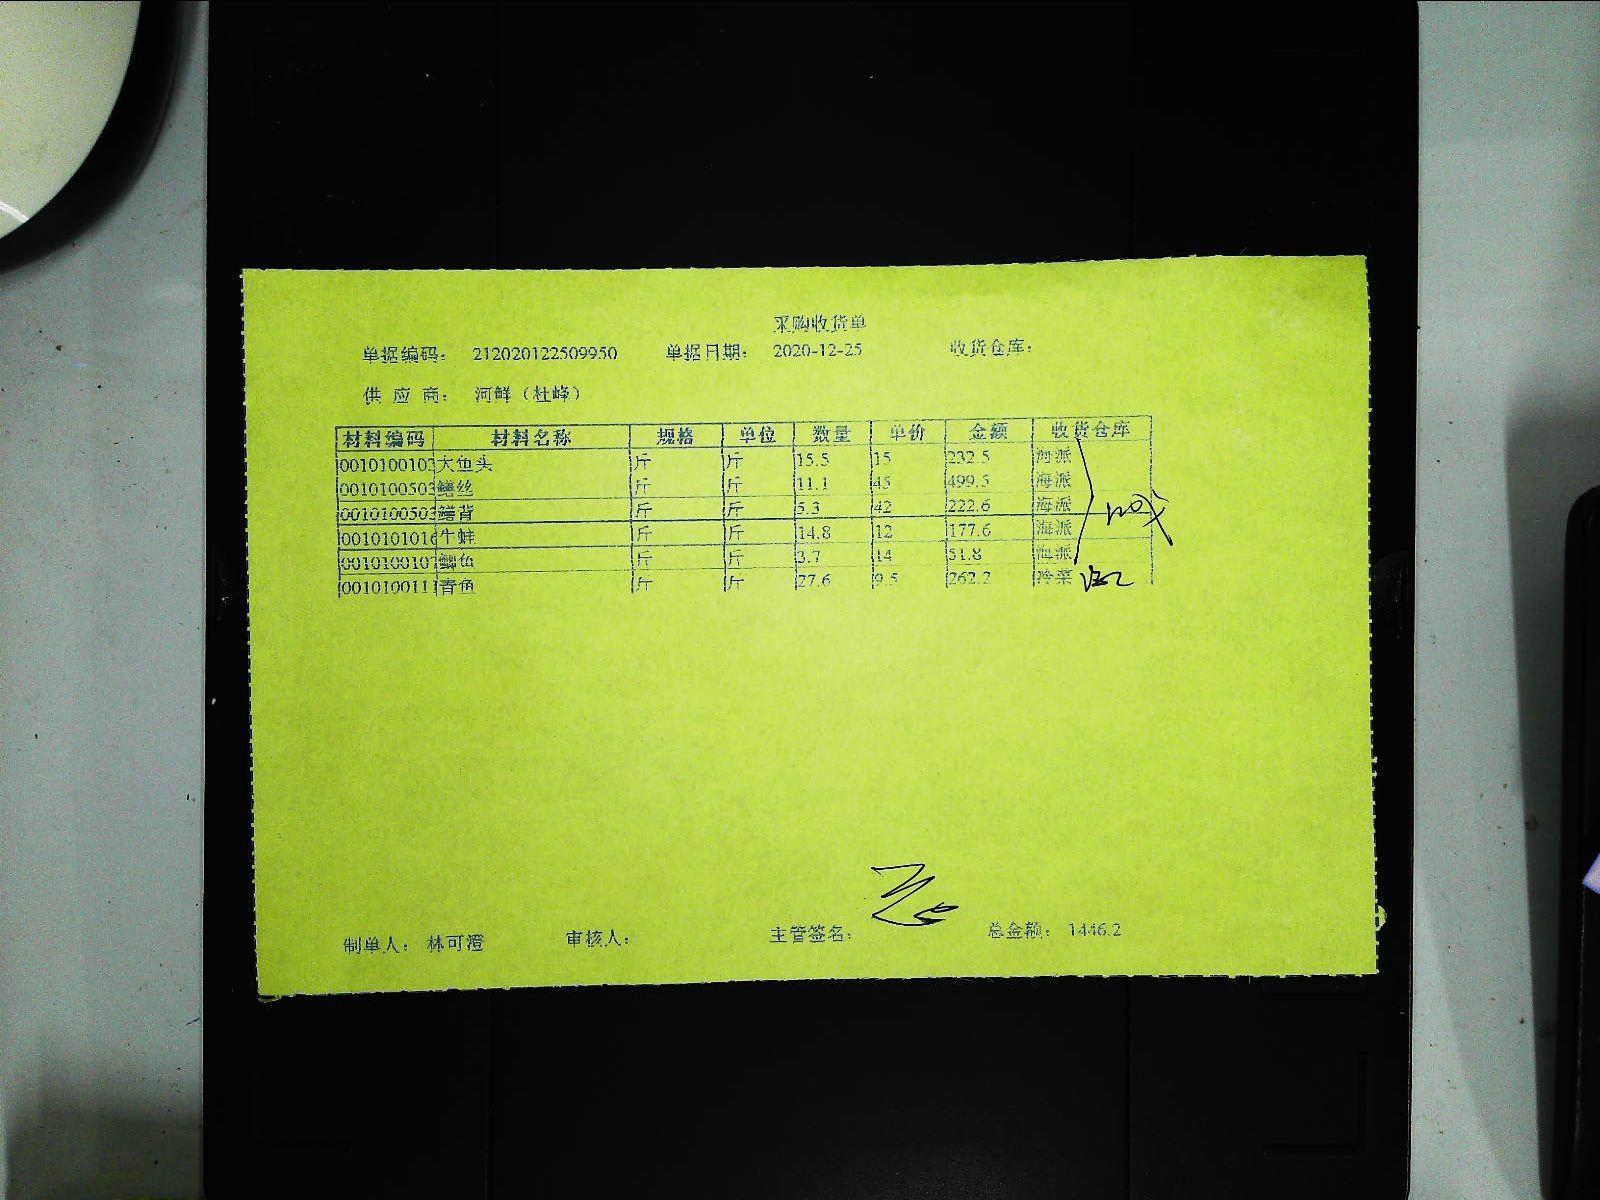 采购收货单
单据编码： 212020122509950 单据日期： 2020-12-25 收货仓库：
供 应 商： 河鲜（杜峰）
材料编码 材料名称 规格 单位 数量 单价 金额 收货仓库
0010100103 大鱼头 斤 斤 15.5 15 232.5 海派
0010100503 鳝丝 斤 斤 11.1 45 499.5 海派
0010100503 鳝背 斤 斤 5.3 42 222.6 海派
0010101016 牛蛙 斤 斤 14.8 12 177.6 海派
0010100107 鲫鱼 斤 斤 3.7 14 51.8 海派
0010100111 青鱼 斤 斤 27.6 9.5 262.2 冷菜
制单人： 林可澄 审核人： 主管签名： 总金额： 1446.2